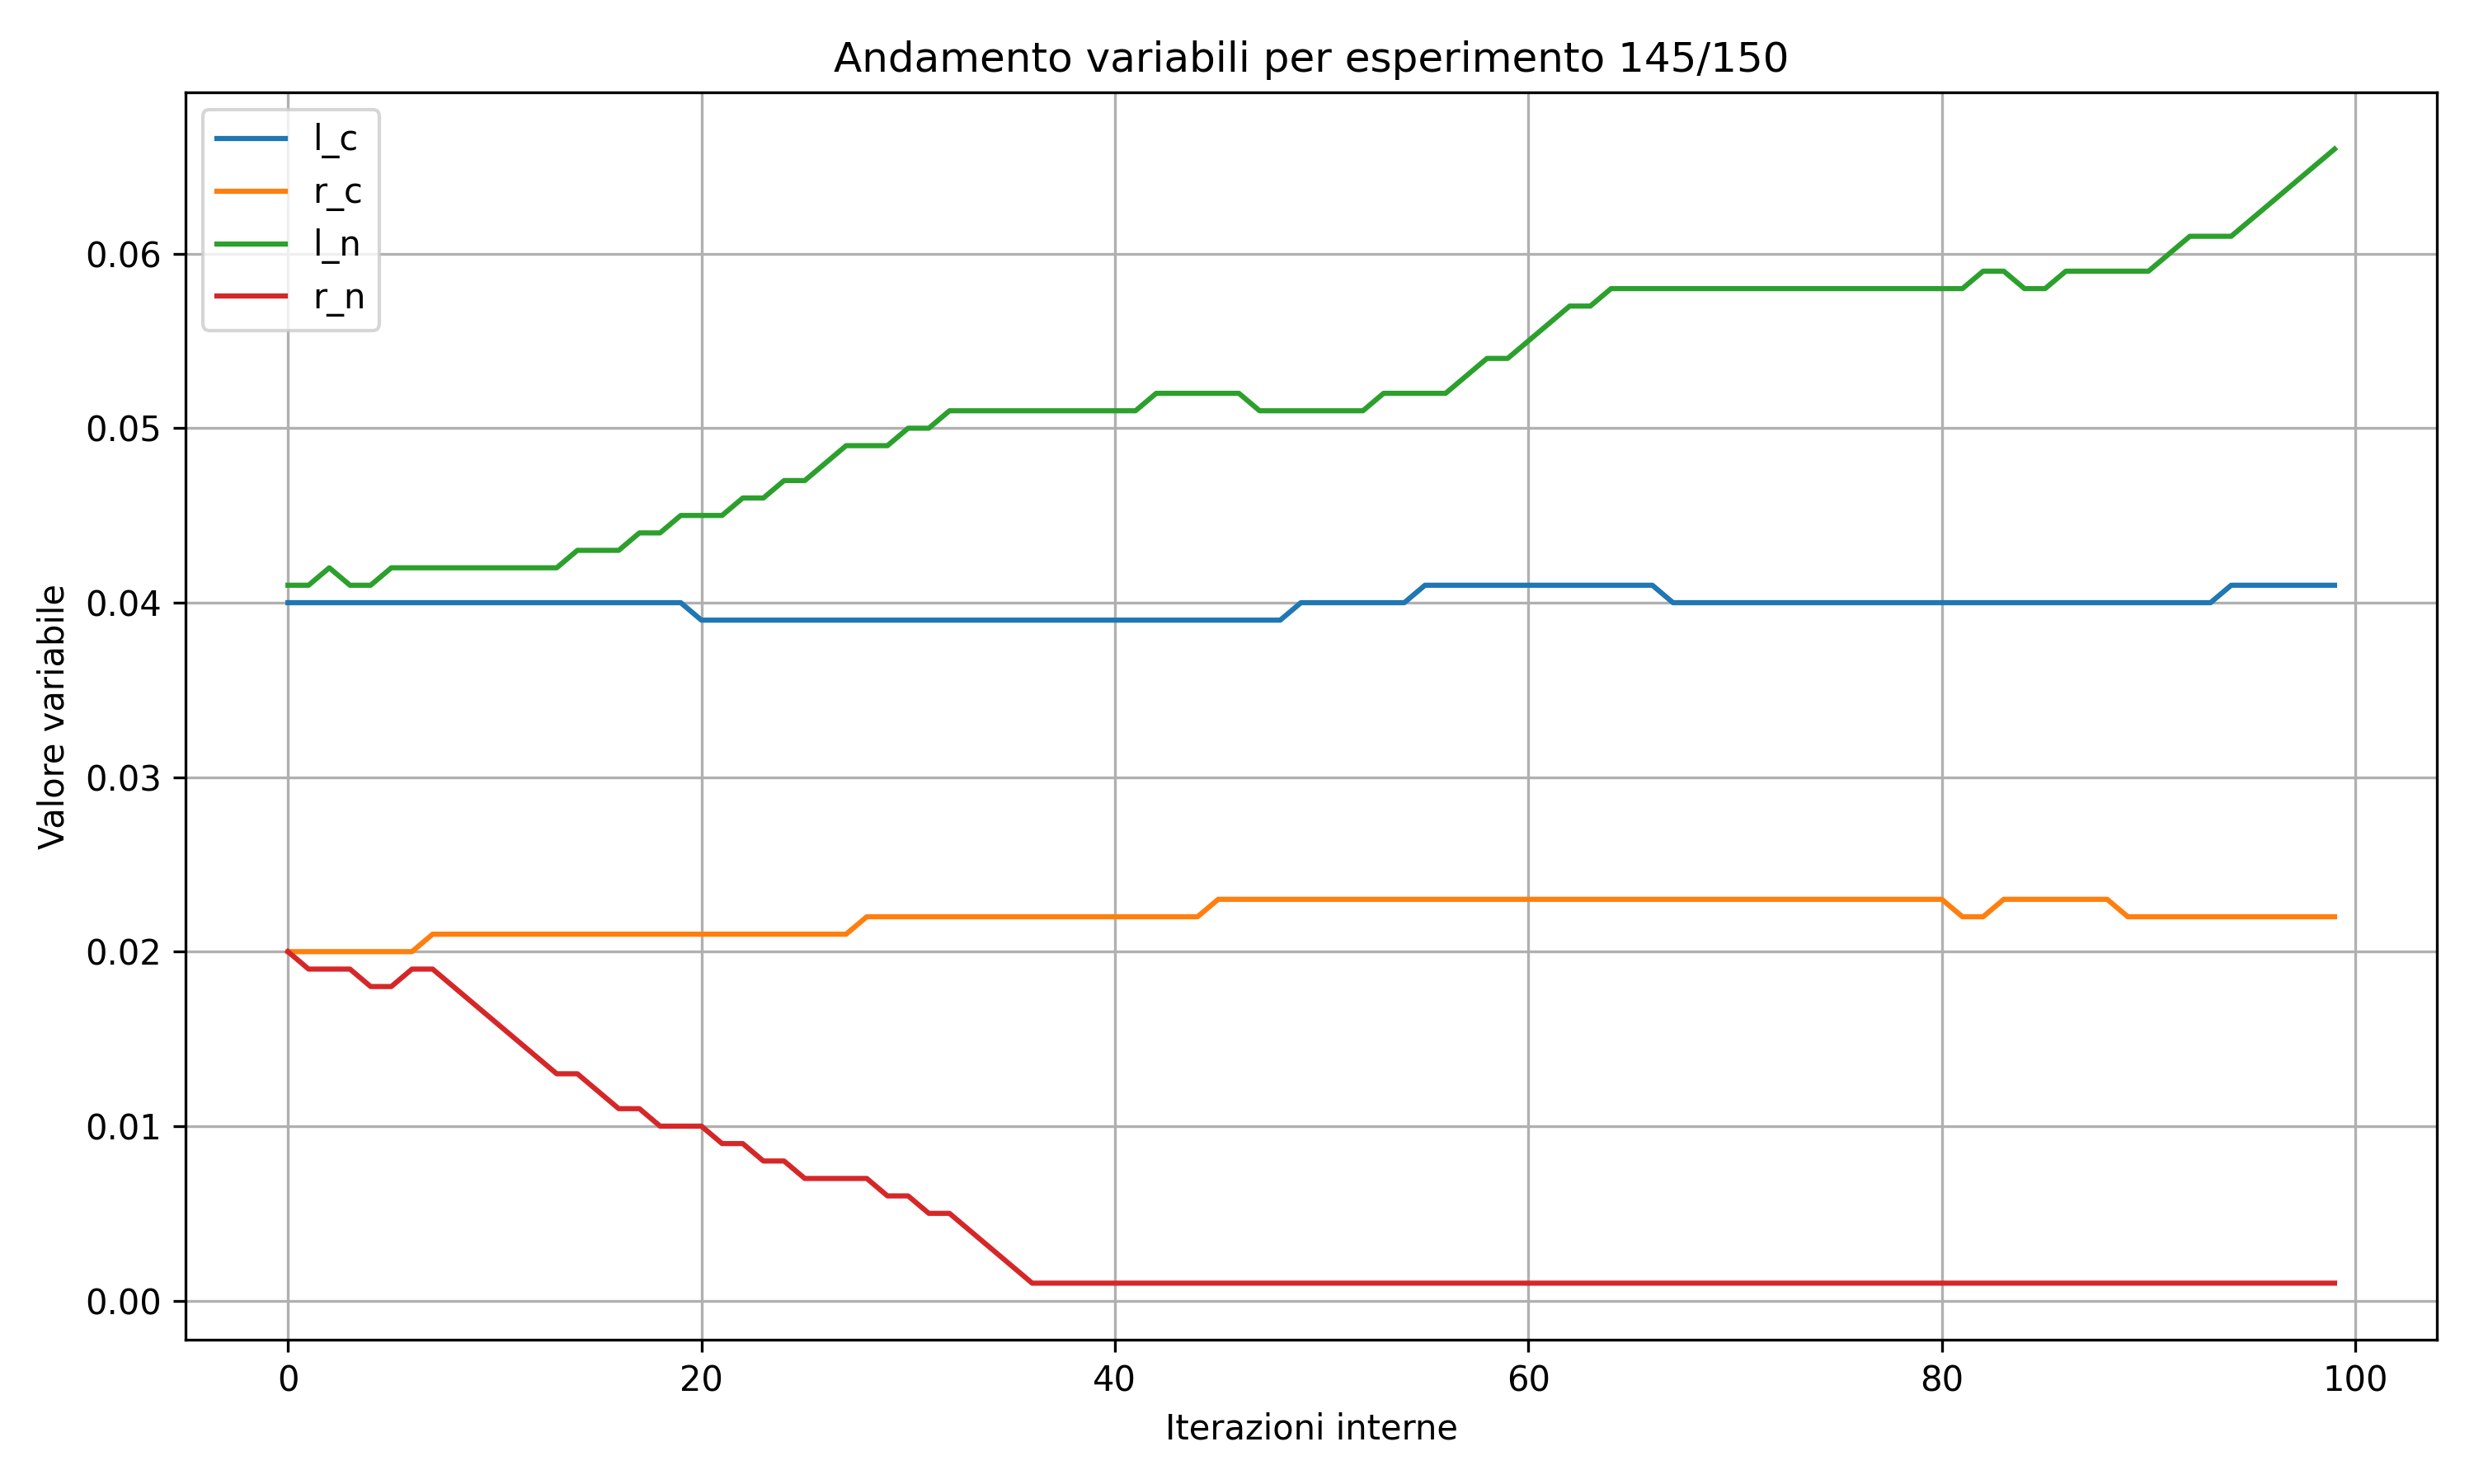 Andamento variabili per esperimento 145/150
l_c
r_c
l_n
r_n
Valore variabile
0.06
0.05
0.04
0.03
0.02
0.01
0.00
0 20 40 60 80 100
Iterazioni interne